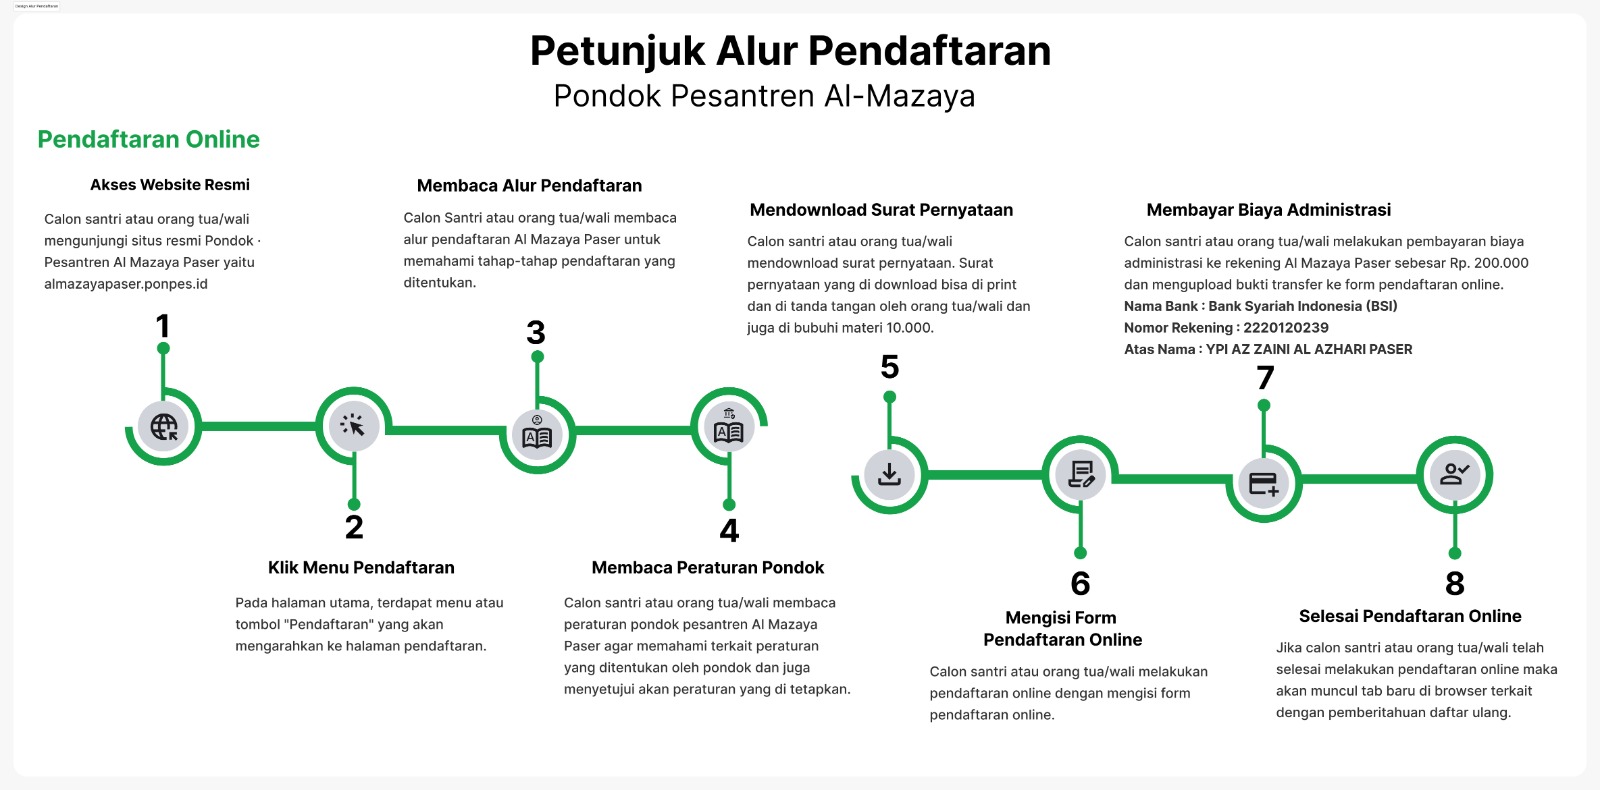 Design Alur Pendaftaran
Petunjuk Alur Pendaftaran
Pondok Pesantren Al-Mazaya
Pendaftaran Online
Akses Website Resmi
Calon santri atau orang tua/wali
mengunjungi situs resmi Pondok ·
Pesantren Al Mazaya Paser yaitu
almazayapaser.ponpes.id
1
2
Klik Menu Pendaftaran
Pada halaman utama, terdapat menu atau
tombol "Pendaftaran" yang akan
mengarahkan ke halaman pendaftaran.
Membaca Alur Pendaftaran
Calon Santri atau orang tua/wali membaca
alur pendaftaran Al Mazaya Paser untuk
memahami tahap-tahap pendaftaran yang
ditentukan.
3
4
Membaca Peraturan Pondok
Calon santri atau orang tua/wali membaca
peraturan pondok pesantren Al Mazaya
Paser agar memahami terkait peraturan
yang ditentukan oleh pondok dan juga
menyetujui akan peraturan yang di tetapkan.
Mendownload Surat Pernyataan
Calon santri atau orang tua/wali
mendownload surat pernyataan. Surat
pernyataan yang di download bisa di print
dan di tanda tangan oleh orang tua/wali dan
juga di bubuhi materi 10.000.
5
6
Mengisi Form
Pendaftaran Online
Calon santri atau orang tua/wali melakukan
pendaftaran online dengan mengisi form
pendaftaran online.
Membayar Biaya Administrasi
Calon santri atau orang tua/wali melakukan pembayaran biaya
administrasi ke rekening Al Mazaya Paser sebesar Rp. 200.000
dan mengupload bukti transfer ke form pendaftaran online.
Nama Bank : Bank Syariah Indonesia (BSI)
Nomor Rekening : 2220120239
Atas Nama : YPI AZ ZAINI AL AZHARI PASER
7
8
Selesai Pendaftaran Online
Jika calon santri atau orang tua/wali telah
selesai melakukan pendaftaran online maka
akan muncul tab baru di browser terkait
dengan pemberitahuan daftar ulang.